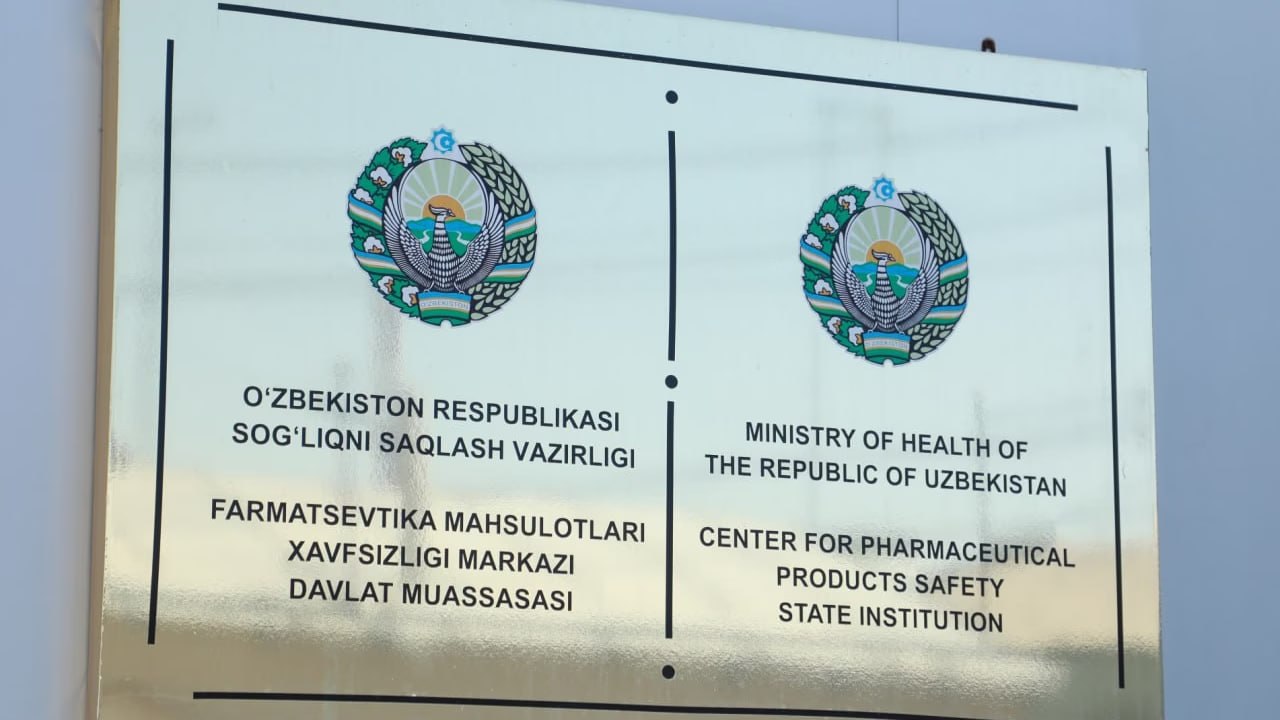 O‘ZBEKISTON RESPUBLIKASI
SOG‘LIQNI SAQLASH VAZIRLIGI
FARMATSEVTIKA MAHSULOTLARI
XAVFSIZLIGI MARKAZI
DAVLAT MUASSASASI
MINISTRY OF HEALTH OF
THE REPUBLIC OF UZBEKISTAN
CENTER FOR PHARMACEUTICAL
PRODUCTS SAFETY
STATE INSTITUTION